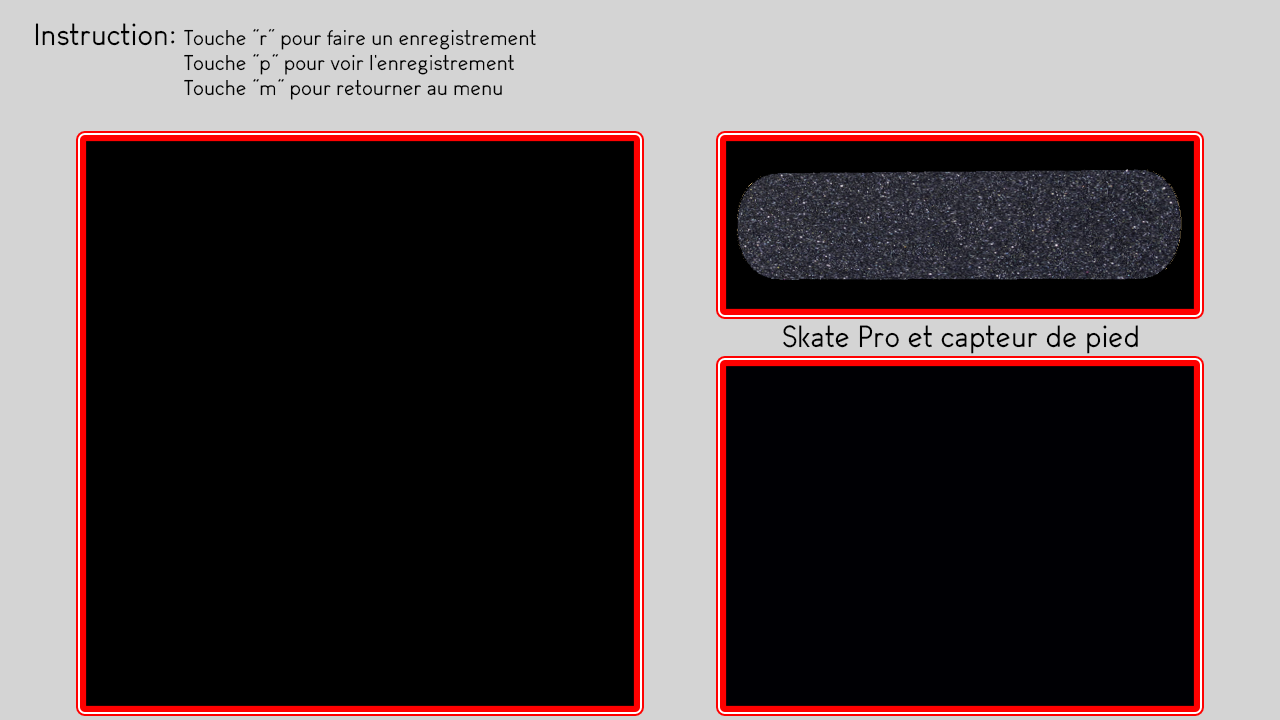 Instruction: Touche "r" pour faire un enregistrement
Touche "p" pour voir l'enregistrement
Touche "m" pour retourner au menu
Skate Pro et capteur de pied